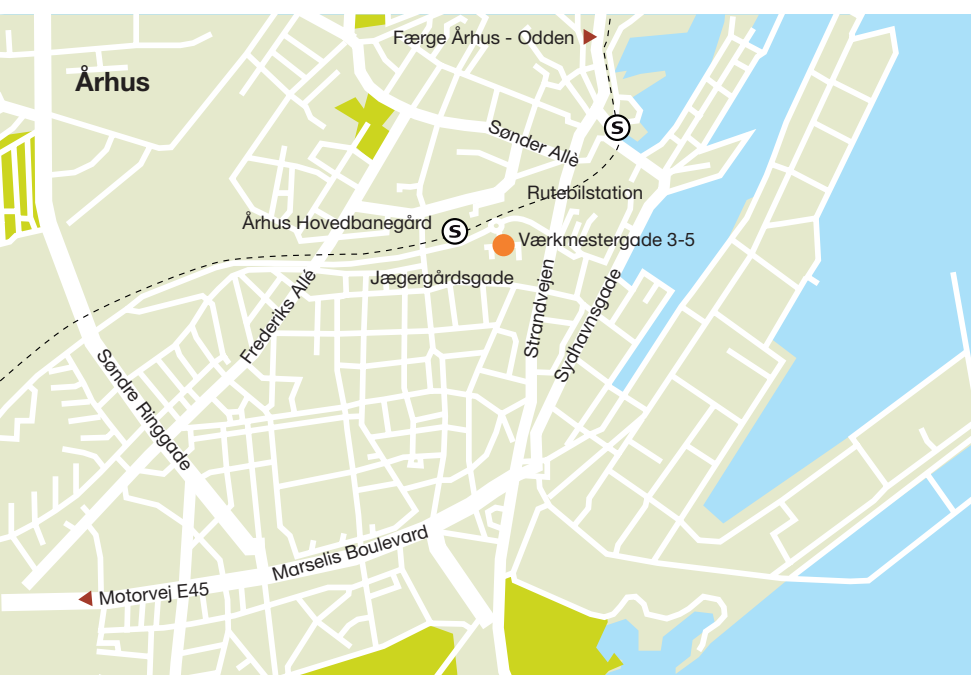 Færge Århus - Odden
Århus
S
Sønder Allè
Rutebilstation
Århus Hovedbanegård
S
Værkmestergade 3-5
Jægergårdsgade
Frederiks Allé
Strandvejen
Sydhavnsgade
Søndre Ringgade
Marselis Boulevard
Motorvej E45